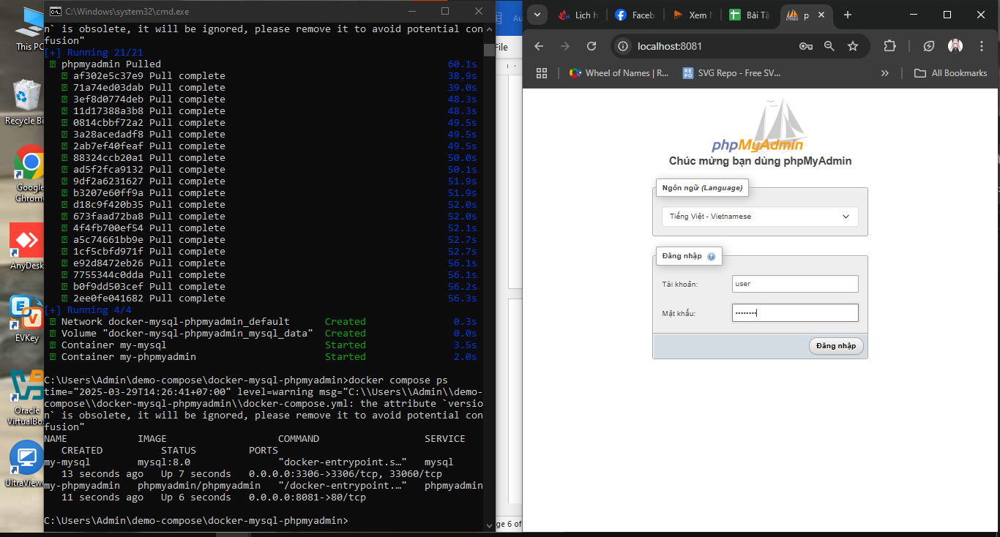 This PC
Recycle Bi
Google
Chrom
AnyDesk
EVKey
Oracle
VirtualBo
UltraViewe
C:\Windows\system32\cmd.exe
n` is obsolete, it will be ignored, please remove it to avoid potential con
fusion"
[+] Running 21/21
phpmyadmin Pulled 60.1s
af302e5c37e9 Pull complete 38.9s
71a74ed03dab Pull complete 39.0s
3ef8d0774deb Pull complete 48.3s
11d17388a3b8 Pull complete 48.3s
0814cbbf72a2 Pull complete 49.5s
3a28acedadf8 Pull complete 49.5s
2ab7ef40feaf Pull complete 49.5s
88324ccb20a1 Pull complete 50.0s
ad5f2fca9132 Pull complete 50.1s
9df2a6231627 Pull complete 51.9s
b3207e60ff9a Pull complete 51.9s
d18c9f420b35 Pull complete 52.0s
673faad72ba8 Pull complete 52.0s
4f4fb700ef54 Pull complete 52.1s
a5c74661bb9e Pull complete 52.7s
1cf5cbfd971f Pull complete 52.7s
e92d8472eb26 Pull complete 56.1s
7755344c0dda Pull complete 56.1s
b0f9dd503cef Pull complete 56.2s
2ee0fe041682 Pull complete 56.3s
[+] Running 4/4
Network docker-mysql-phpmyadmin_default Created 0.3s
Volume "docker-mysql-phpmyadmin_mysql_data" Created 0.0s
Container my-mysql Started 3.5s
Container my-phpmyadmin Started 2.0s
C:\Users\Admin\demo-compose\docker-mysql-phpmyadmin>docker compose ps
time="2025-03-29T14:26:41+07:00" level=warning msg="C:\\Users\\Admin\\demo-
compose\\docker-mysql-phpmyadmin\\docker-compose.yml: the attribute `versio
n` is obsolete, it will be ignored, please remove it to avoid potential con
fusion"
NAME IMAGE COMMAND SERVICE
CREATED STATUS PORTS
my-mysql mysql:8.0 "docker-entrypoint.s…" mysql
13 seconds ago Up 7 seconds 0.0.0.0:3306->3306/tcp, 33060/tcp
my-phpmyadmin phpmyadmin/phpmyadmin "/docker-entrypoint.…" phpmyadmin
11 seconds ago Up 6 seconds 0.0.0.0:8081->80/tcp
C:\Users\Admin\demo-compose\docker-mysql-phpmyadmin>
Au
File
ge 6 of
Lịch h
Faceb
Xem
Bài Tậ
p
localhost:8081
Wheel of Names | R...
REPO
SVG Repo - Free SV...
All Bookmarks
phpMyAdmin
Chúc mừng bạn dùng phpMyAdmin
Ngôn ngữ (Language)
Tiếng Việt - Vietnamese
Đăng nhập
Tài khoản: user
Mật khẩu: ••••••••
Đăng nhập